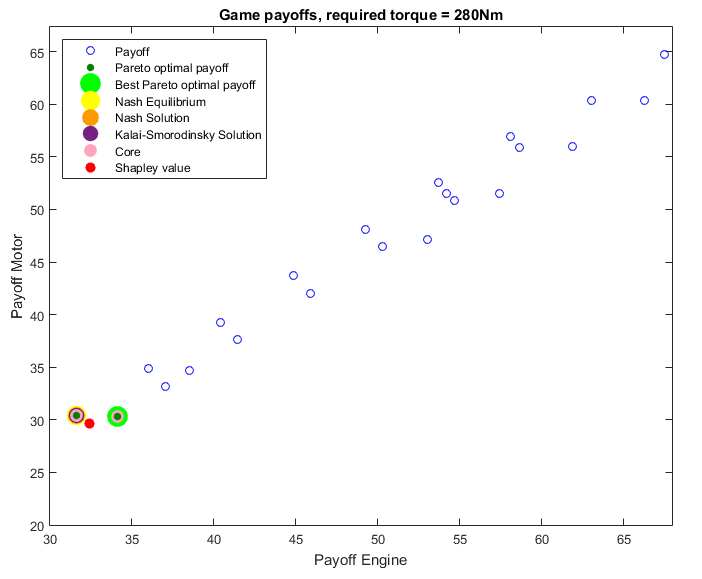 Game payoffs, required torque = 280Nm
Payoff
Pareto optimal payoff
Best Pareto optimal payoff
Nash Equilibrium
Nash Solution
Kalai-Smorodinsky Solution
Core
Shapley value
65
60
55
50
45
40
35
30
25
20
Payoff Motor
30
35
40
45
50
55
60
65
Payoff Engine